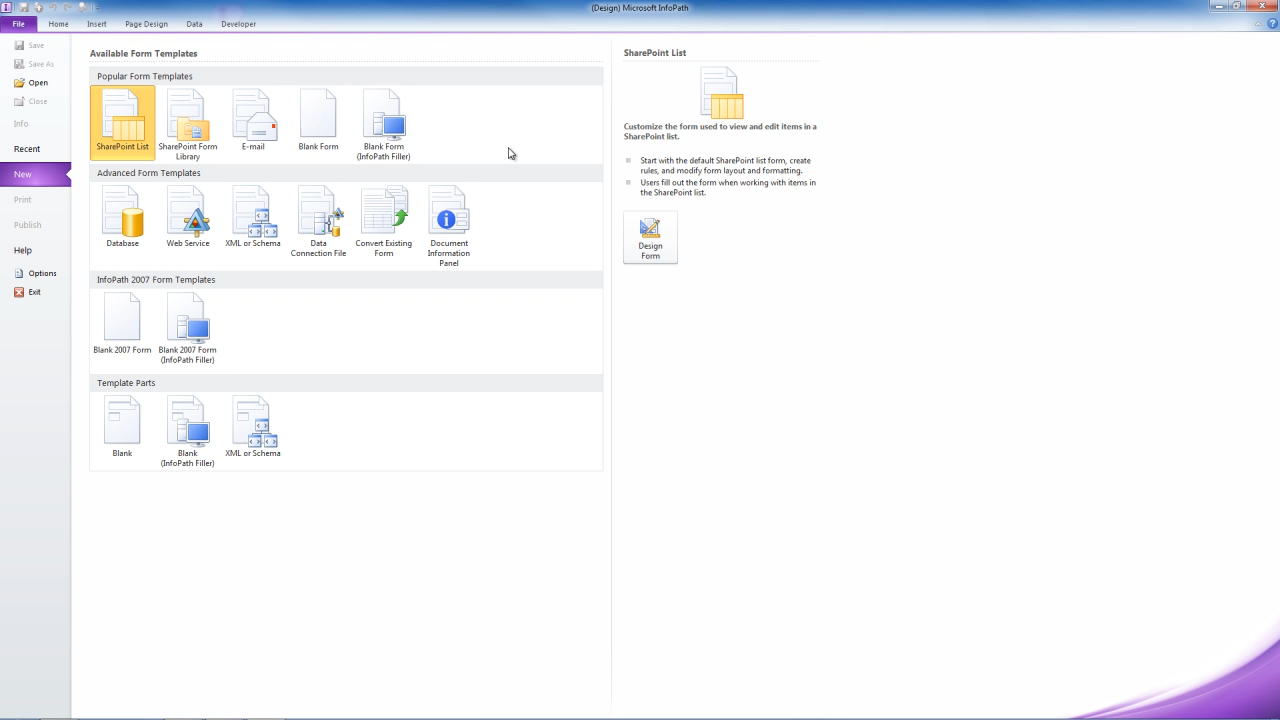 (Design) Microsoft InfoPath
File Home Insert Page Design Data Developer
Save
Save As
Open
Close
Info
Recent
New
Print
Publish
Help
Options
Exit
Available Form Templates
Popular Form Templates
SharePoint List
SharePoint Form
Library
E-mail
Blank Form
Blank Form
(InfoPath Filler)
Advanced Form Templates
Database
Web Service
XML or Schema
Data
Connection File
Convert Existing
Form
Document
Information
Panel
InfoPath 2007 Form Templates
Blank 2007 Form
Blank 2007 Form
(InfoPath Filler)
Template Parts
Blank
Blank
(InfoPath Filler)
XML or Schema
SharePoint List
Customize the form used to view and edit items in a
SharePoint list.
Start with the default SharePoint list form, create
rules, and modify form layout and formatting.
Users fill out the form when working with items in
the SharePoint list.
Design
Form